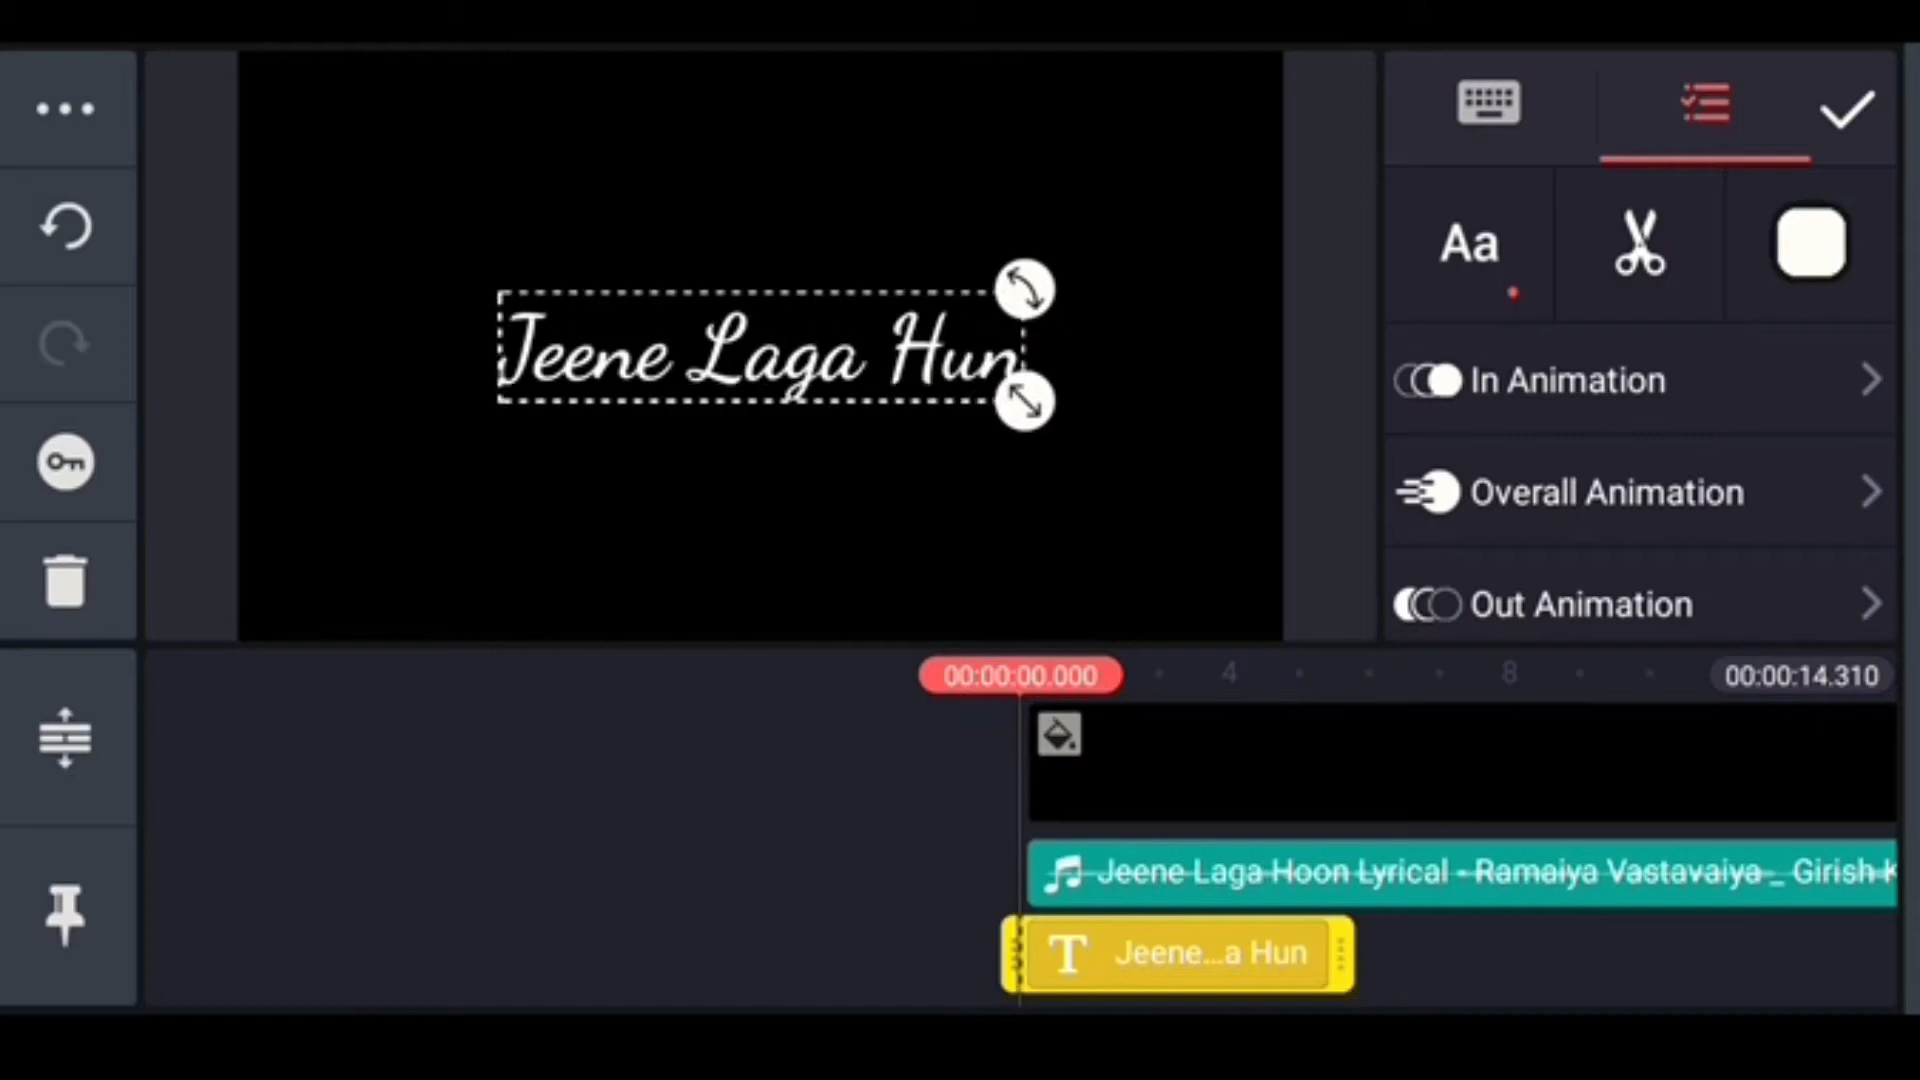 Jeene Laga Hun
Aa
In Animation
Overall Animation
Out Animation
00:00:00.000
4
8
00:00:14.310
Jeene Laga Hoon Lyrical - Ramaiya Vastavaiya _ Girish K
T Jeene...a Hun